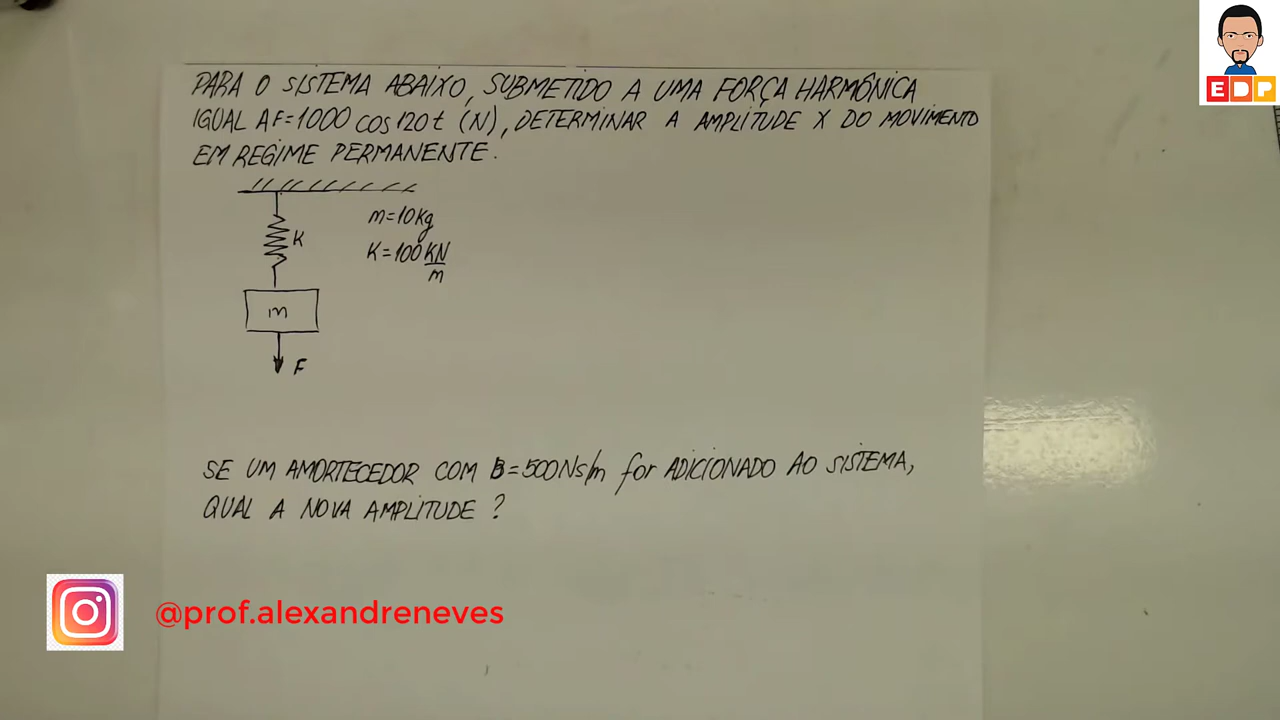 PARA O SISTEMA ABAIXO, SUBMETIDO A UMA FORÇA HARMÔNICA
IGUAL A F=1000 cos 120t (N), DETERMINAR A AMPLITUDE X DO MOVIMENTO
EM REGIME PERMANENTE.
m=10kg
K
K=100 KN/m
m
F
SE UM AMORTECEDOR COM B=500Ns/m for ADICIONADO AO SISTEMA,
QUAL A NOVA AMPLITUDE ?
@prof.alexandreneves
EDP